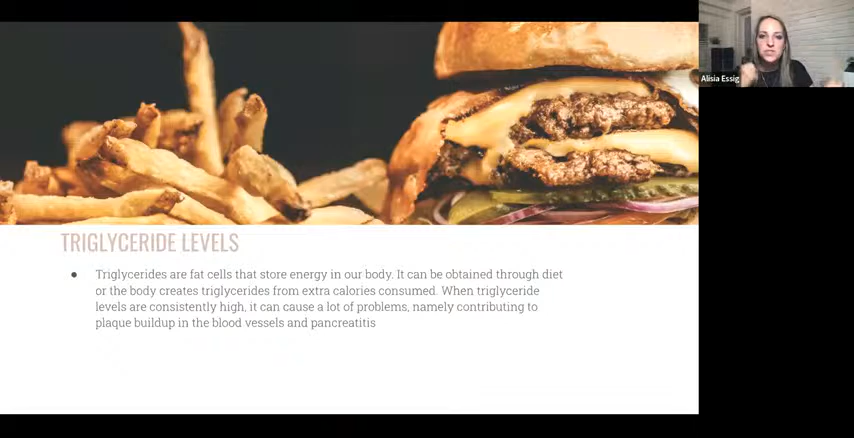 Alisia Essig
TRIGLYCERIDE LEVELS
● Triglycerides are fat cells that store energy in our body. It can be obtained through diet
or the body creates triglycerides from extra calories consumed. When triglyceride
levels are consistently high, it can cause a lot of problems, namely contributing to
plaque buildup in the blood vessels and pancreatitis